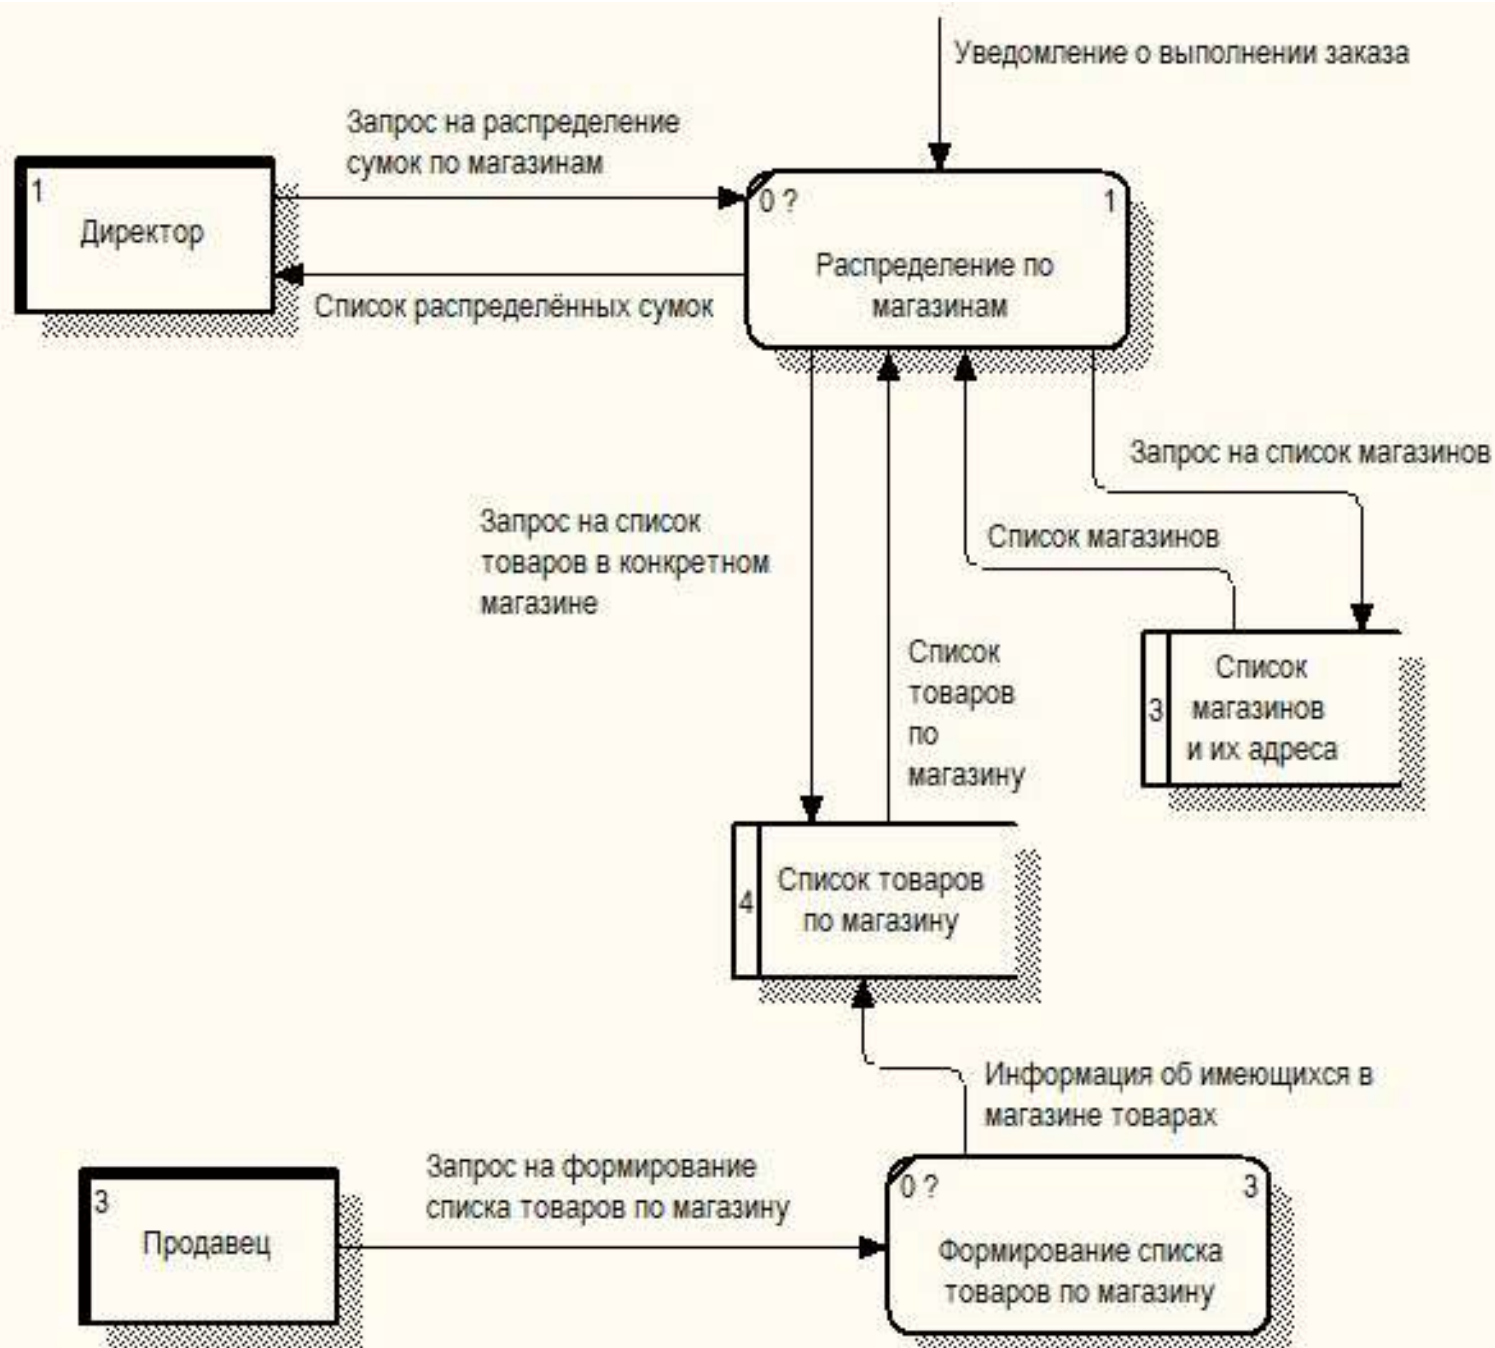 Уведомление о выполнении заказа
Запрос на распределение
сумок по магазинам
1
Директор
0 ?
1
Распределение по
магазинам
Список распределённых сумок
Запрос на список магазинов
Запрос на список
товаров в конкретном
магазине
Список магазинов
Список
товаров
по
магазину
3
Список
магазинов
и их адреса
4
Список товаров
по магазину
Информация об имеющихся в
магазине товарах
Запрос на формирование
списка товаров по магазину
3
Продавец
0 ?
3
Формирование списка
товаров по магазину